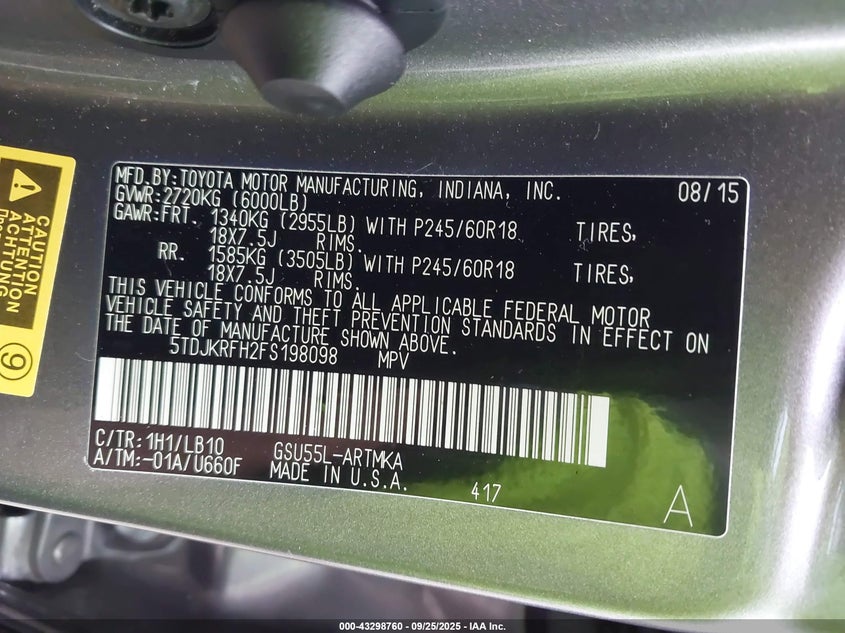 MFD.BY:TOYOTA MOTOR MANUFACTURING, INDIANA, INC. 08/15
GVWR:2720KG (6000LB)
GAWR:FRT. 1340KG (2955LB) WITH P245/60R18 TIRES,
18X7.5J RIMS.
RR. 1585KG (3505LB) WITH P245/60R18 TIRES,
18X7.5J RIMS.
THIS VEHICLE CONFORMS TO ALL APPLICABLE FEDERAL MOTOR
VEHICLE SAFETY AND THEFT PREVENTION STANDARDS IN EFFECT ON
THE DATE OF MANUFACTURE SHOWN ABOVE.
5TDJKRFH2FS198098 MPV
C/TR:1H1/LB10 GSU55L-ARTMKA
A/TM:-01A/U660F MADE IN U.S.A. 417
A
CAUTION
ATTENTION
ACHTUNG
9
000-43298760 - 09/25/2025 - IAA Inc.